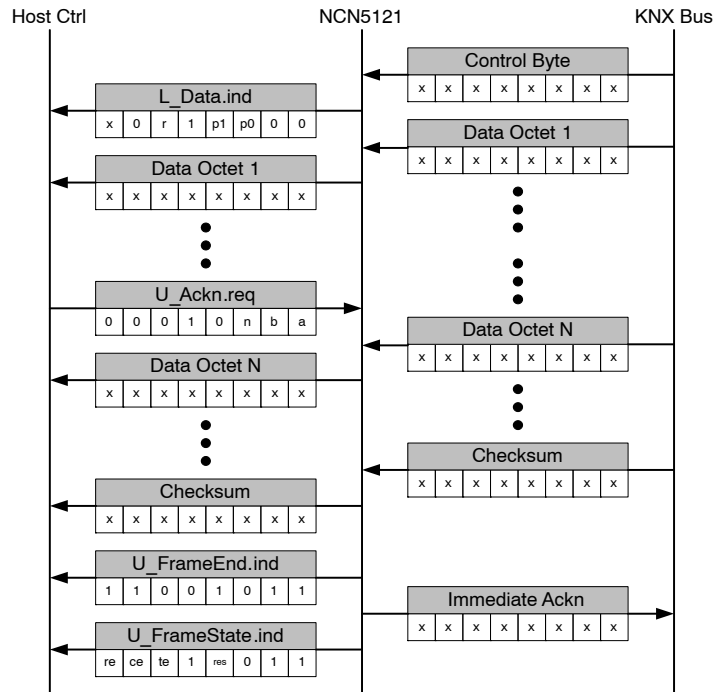 Host Ctrl NCN5121 KNX Bus
Control Byte
x x x x x x x x
L_Data.ind
x 0 r 1 p1 p0 0 0
Data Octet 1
x x x x x x x x
Data Octet 1
x x x x x x x x
U_Ackn.req
0 0 0 1 0 n b a
Data Octet N
x x x x x x x x
Data Octet N
x x x x x x x x
Checksum
x x x x x x x x
Checksum
x x x x x x x x
U_FrameEnd.ind
1 1 0 0 1 0 1 1
Immediate Ackn
x x x x x x x x
U_FrameState.ind
re ce te 1 res 0 1 1